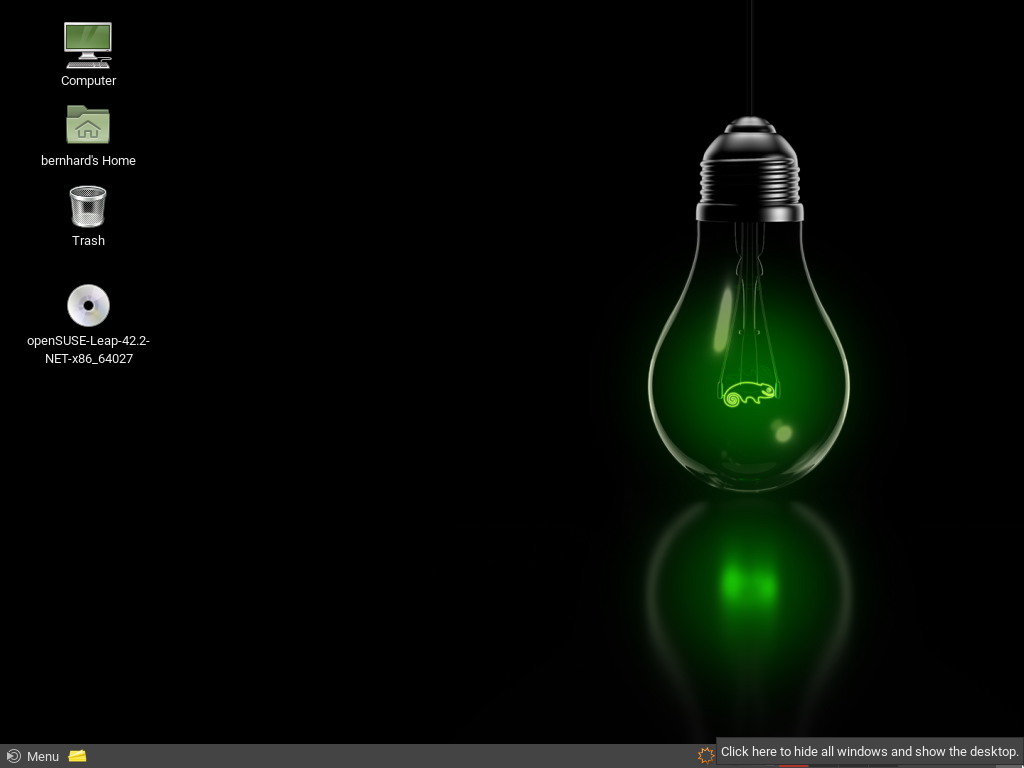 Computer
bernhard's Home
Trash
openSUSE-Leap-42.2-
NET-x86_64027
Menu
Click here to hide all windows and show the desktop.